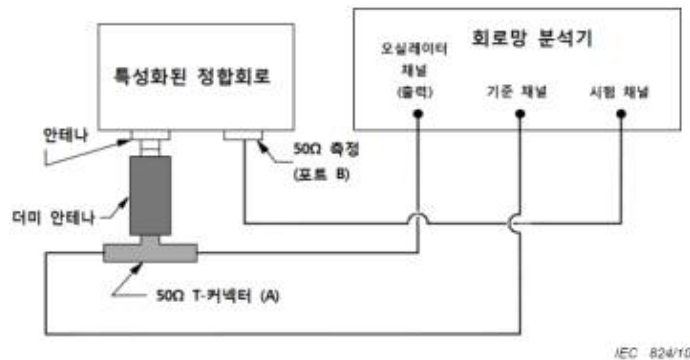 특성화된 정합회로
회로망 분석기
오실레이터
채널
(출력)
기준 채널
시험 채널
안테나
50Ω 측정
(포트 B)
더미 안테나
50Ω T-커넥터 (A)
IEC 824/10